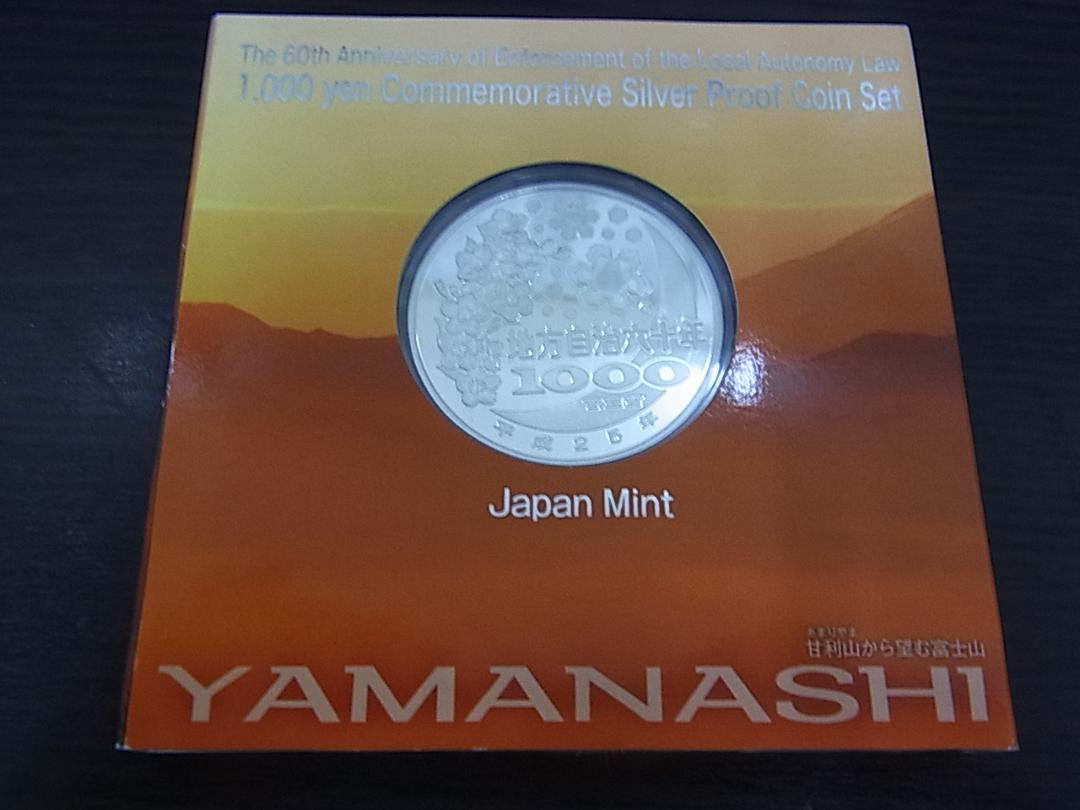 The 60th Anniversary of Enforcement of the Local Autonomy Law
1,000 yen Commemorative Silver Proof Coin Set
地方自治六十年
1000
平成25年
Japan Mint
あまりやま
甘利山から望む富士山
YAMANASHI